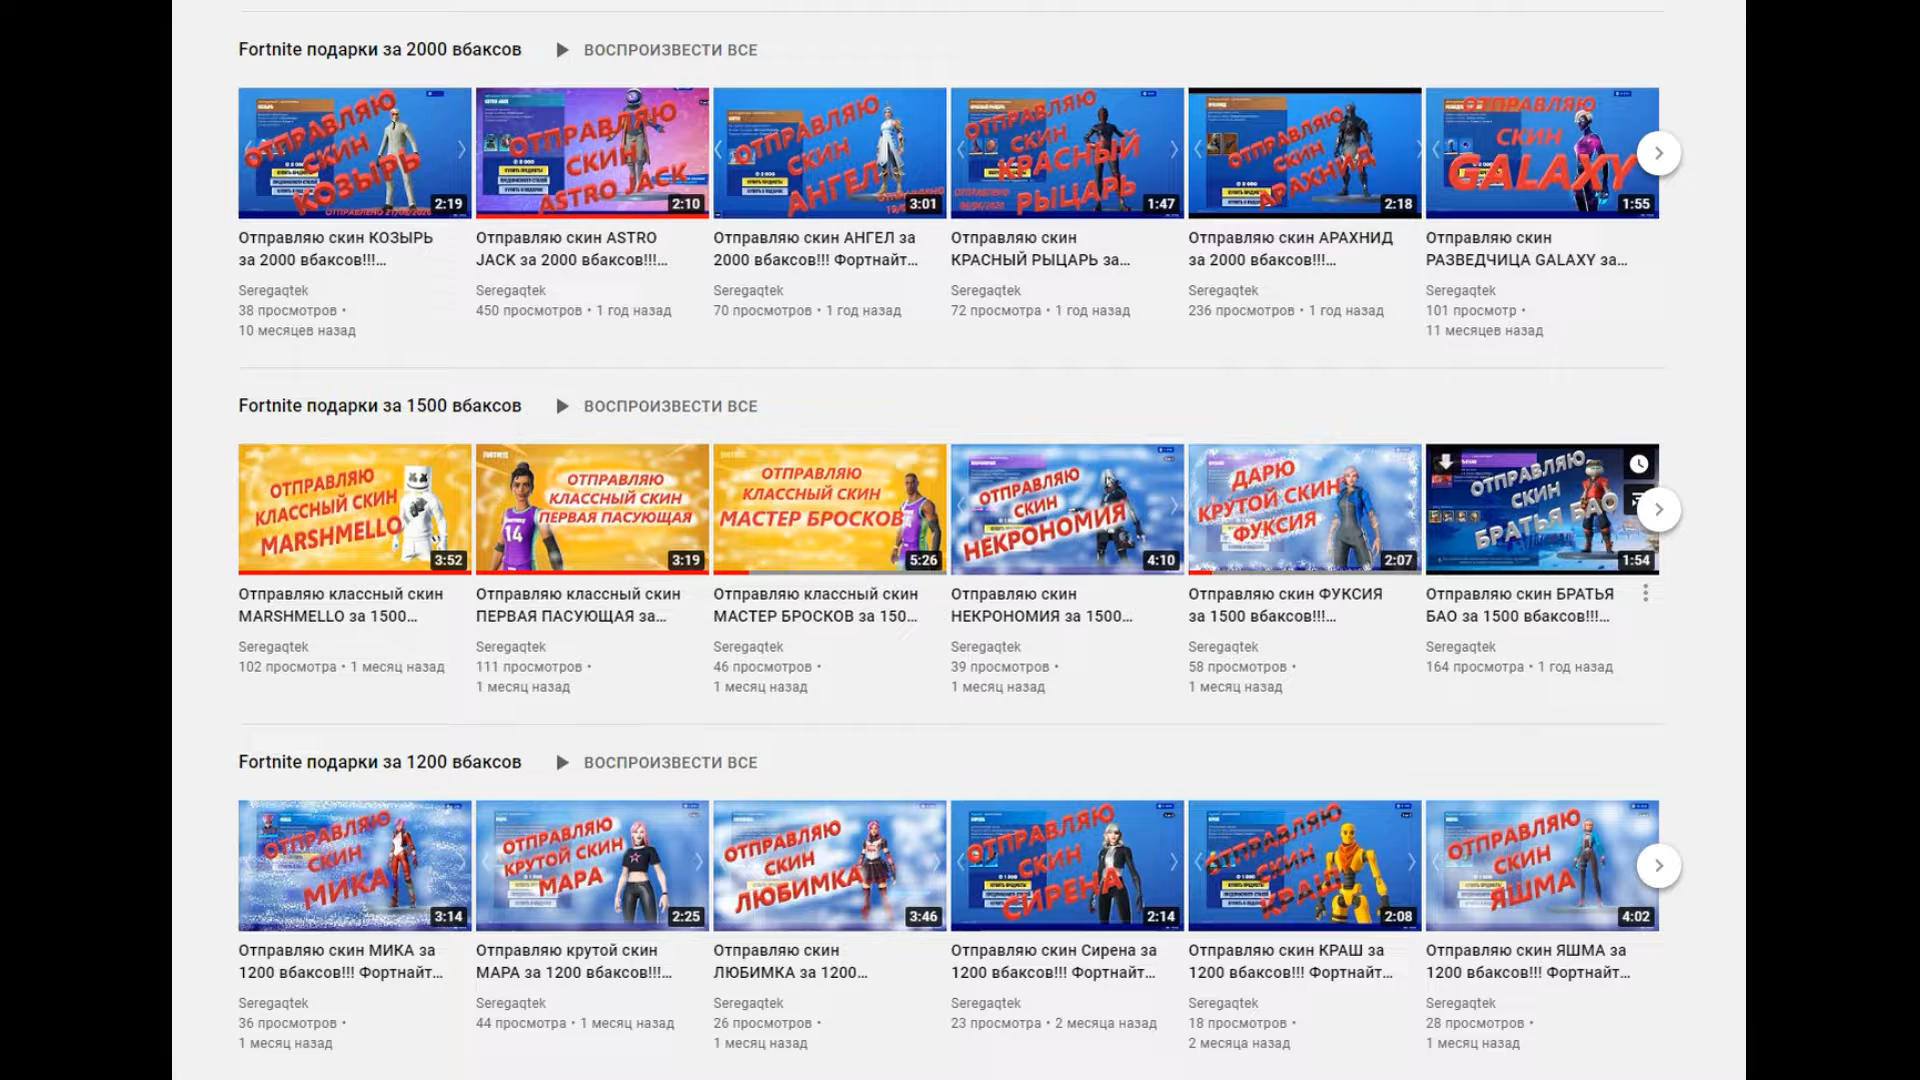 Fortnite подарки за 2000 вбаксов ВОСПРОИЗВЕСТИ ВСЕ
ОТПРАВЛЯЮ
СКИН
КОЗЫРЬ
2:19
ОТПРАВЛЯЮ
СКИН
ASTRO JACK
2:10
ОТПРАВЛЯЮ
СКИН
АНГЕЛ
3:01
ОТПРАВЛЯЮ
СКИН
КРАСНЫЙ
РЫЦАРЬ
1:47
ОТПРАВЛЯЮ
СКИН
АРАХНИД
2:18
ОТПРАВЛЯЮ
СКИН
GALAXY
1:55
Отправляю скин КОЗЫРЬ
за 2000 вбаксов!!!...
Seregaqtek
38 просмотров •
10 месяцев назад
Отправляю скин ASTRO
JACK за 2000 вбаксов!!!...
Seregaqtek
450 просмотров • 1 год назад
Отправляю скин АНГЕЛ за
2000 вбаксов!!! Фортнайт...
Seregaqtek
70 просмотров • 1 год назад
Отправляю скин
КРАСНЫЙ РЫЦАРЬ за...
Seregaqtek
72 просмотра • 1 год назад
Отправляю скин АРАХНИД
за 2000 вбаксов!!!...
Seregaqtek
236 просмотров • 1 год назад
Отправляю скин
РАЗВЕДЧИЦА GALAXY за...
Seregaqtek
101 просмотр •
11 месяцев назад
Fortnite подарки за 1500 вбаксов ВОСПРОИЗВЕСТИ ВСЕ
ОТПРАВЛЯЮ
КЛАССНЫЙ СКИН
MARSHMELLO
3:52
ОТПРАВЛЯЮ
КЛАССНЫЙ СКИН
ПЕРВАЯ ПАСУЮЩАЯ
14
3:19
ОТПРАВЛЯЮ
КЛАССНЫЙ СКИН
МАСТЕР БРОСКОВ
5:26
ОТПРАВЛЯЮ
СКИН
НЕКРОНОМИЯ
4:10
ДАРЮ
КРУТОЙ СКИН
ФУКСИЯ
2:07
ОТПРАВЛЯЮ
СКИН
БРАТЬЯ БАО
1:54
Отправляю классный скин
MARSHMELLO за 1500...
Seregaqtek
102 просмотра • 1 месяц назад
Отправляю классный скин
ПЕРВАЯ ПАСУЮЩАЯ за...
Seregaqtek
111 просмотров •
1 месяц назад
Отправляю классный скин
МАСТЕР БРОСКОВ за 150...
Seregaqtek
46 просмотров •
1 месяц назад
Отправляю скин
НЕКРОНОМИЯ за 1500...
Seregaqtek
39 просмотров •
1 месяц назад
Отправляю скин ФУКСИЯ
за 1500 вбаксов!!!...
Seregaqtek
58 просмотров •
1 месяц назад
Отправляю скин БРАТЬЯ
БАО за 1500 вбаксов!!!...
Seregaqtek
164 просмотра • 1 год назад
Fortnite подарки за 1200 вбаксов ВОСПРОИЗВЕСТИ ВСЕ
ОТПРАВЛЯЮ
СКИН
МИКА
3:14
ОТПРАВЛЯЮ
КРУТОЙ СКИН
МАРА
2:25
ОТПРАВЛЯЮ
СКИН
ЛЮБИМКА
3:46
ОТПРАВЛЯЮ
СКИН
СИРЕНА
2:14
ОТПРАВЛЯЮ
СКИН
КРАШ
2:08
ОТПРАВЛЯЮ
СКИН
ЯШМА
4:02
Отправляю скин МИКА за
1200 вбаксов!!! Фортнайт...
Seregaqtek
36 просмотров •
1 месяц назад
Отправляю крутой скин
МАРА за 1200 вбаксов!!!...
Seregaqtek
44 просмотра • 1 месяц назад
Отправляю скин
ЛЮБИМКА за 1200...
Seregaqtek
26 просмотров •
1 месяц назад
Отправляю скин Сирена за
1200 вбаксов!!! Фортнайт...
Seregaqtek
23 просмотра • 2 месяца назад
Отправляю скин КРАШ за
1200 вбаксов!!! Фортнайт...
Seregaqtek
18 просмотров •
2 месяца назад
Отправляю скин ЯШМА за
1200 вбаксов!!! Фортнайт...
Seregaqtek
28 просмотров •
1 месяц назад